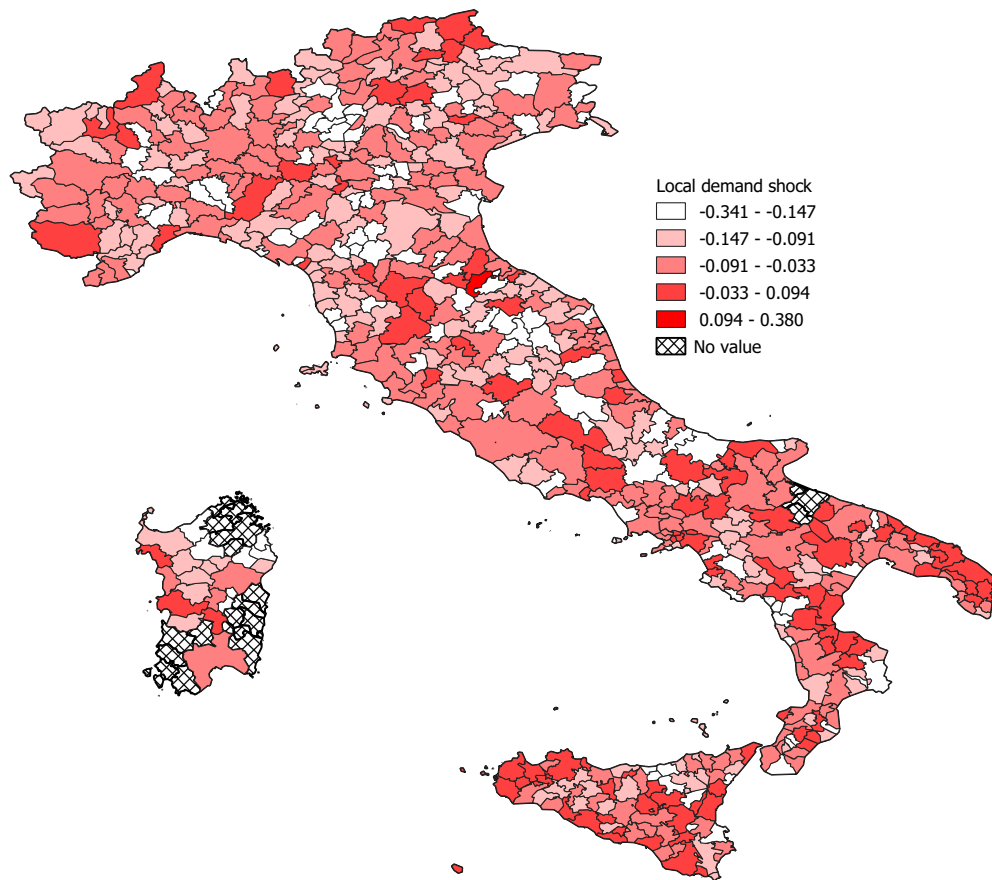 Local demand shock
-0.341 - -0.147
-0.147 - -0.091
-0.091 - -0.033
-0.033 - 0.094
0.094 - 0.380
No value